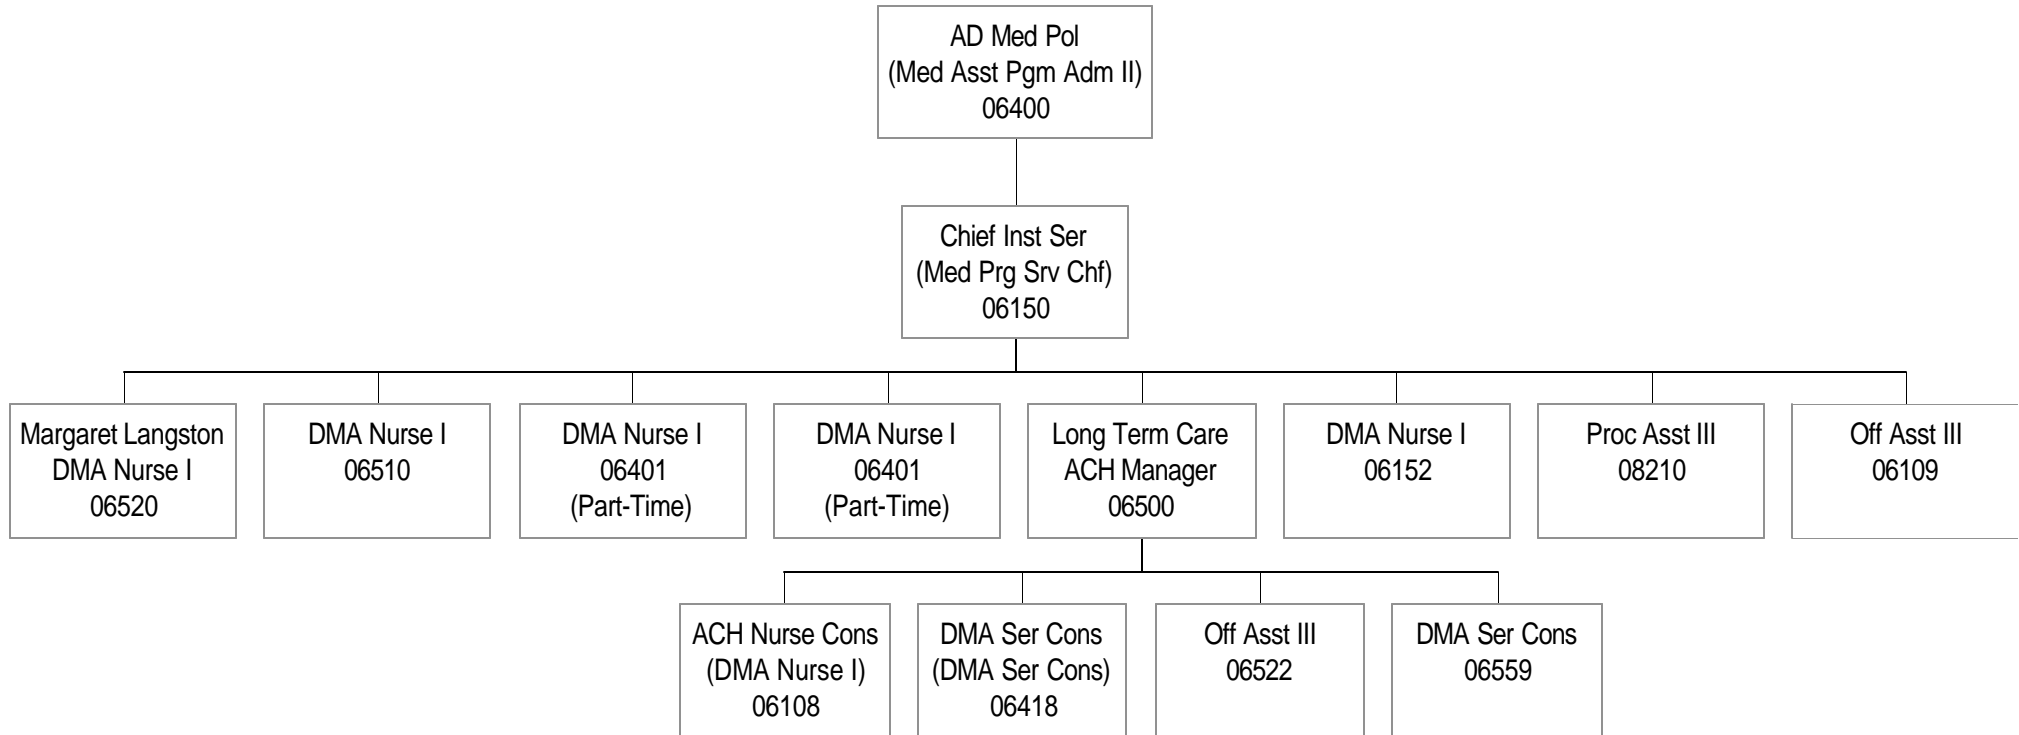 AD Med Pol
(Med Asst Pgm Adm II)
06400
Chief Inst Ser
(Med Prg Srv Chf)
06150
Margaret Langston
DMA Nurse I
06520
DMA Nurse I
06510
DMA Nurse I
06401
(Part-Time)
DMA Nurse I
06401
(Part-Time)
Long Term Care
ACH Manager
06500
DMA Nurse I
06152
Proc Asst III
08210
Off Asst III
06109
ACH Nurse Cons
(DMA Nurse I)
06108
DMA Ser Cons
(DMA Ser Cons)
06418
Off Asst III
06522
DMA Ser Cons
06559